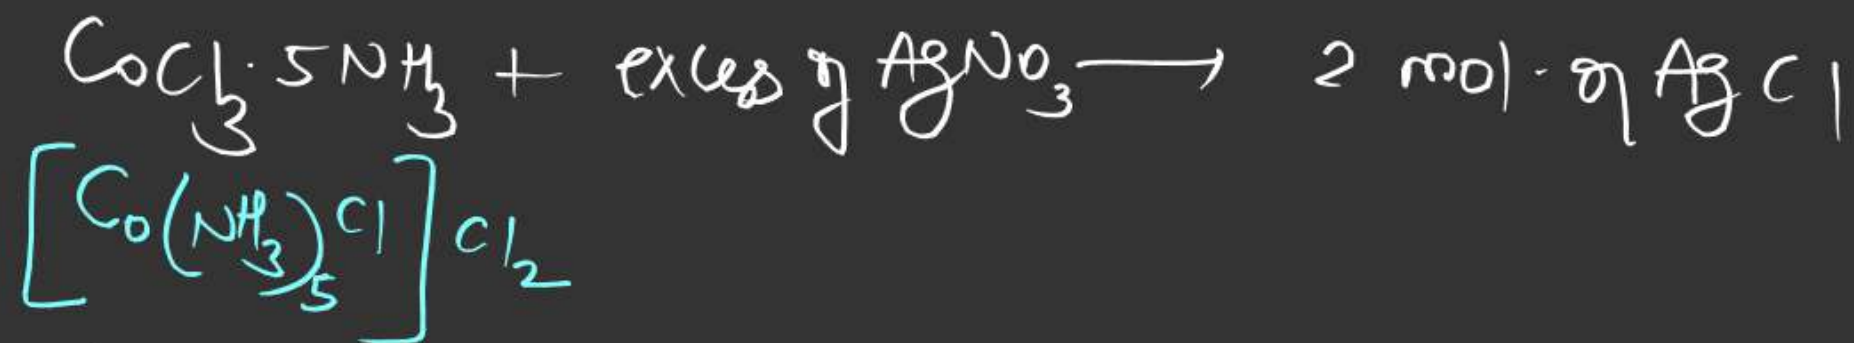 CoCl₃·5NH₃ + excess of AgNO₃ → 2 mol. of AgCl
[Co(NH₃)₅Cl]Cl₂